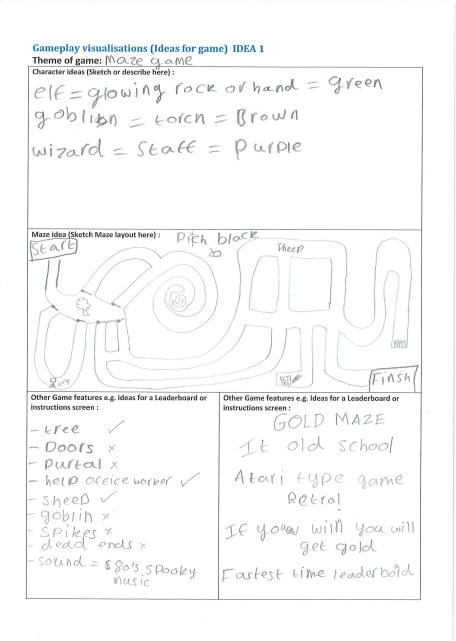 Gameplay visualisations (Ideas for game) IDEA 1
Theme of game: Maze game
Character ideas (Sketch or describe here) :
elf = glowing rock or hand = green
goblin = torch = Brown
wizard = Staff = Purple
Maze idea (Sketch Maze layout here) :
Pitch black
Start
Sheep
Finsh
Other Game features e.g. ideas for a Leaderboard or
instructions screen :
- tree ✓
- Doors x
- Purtal x
- help office worker ✓
- sheep ✓
- goblin x
- Spikes x
- dead ends x
- sound = 80's spooky
music
Other Game features e.g. Ideas for a Leaderboard or
instructions screen :
GOLD MAZE
It old school
Atari type game
Retro!
If you win you will
get gold
Fastest time leaderboid